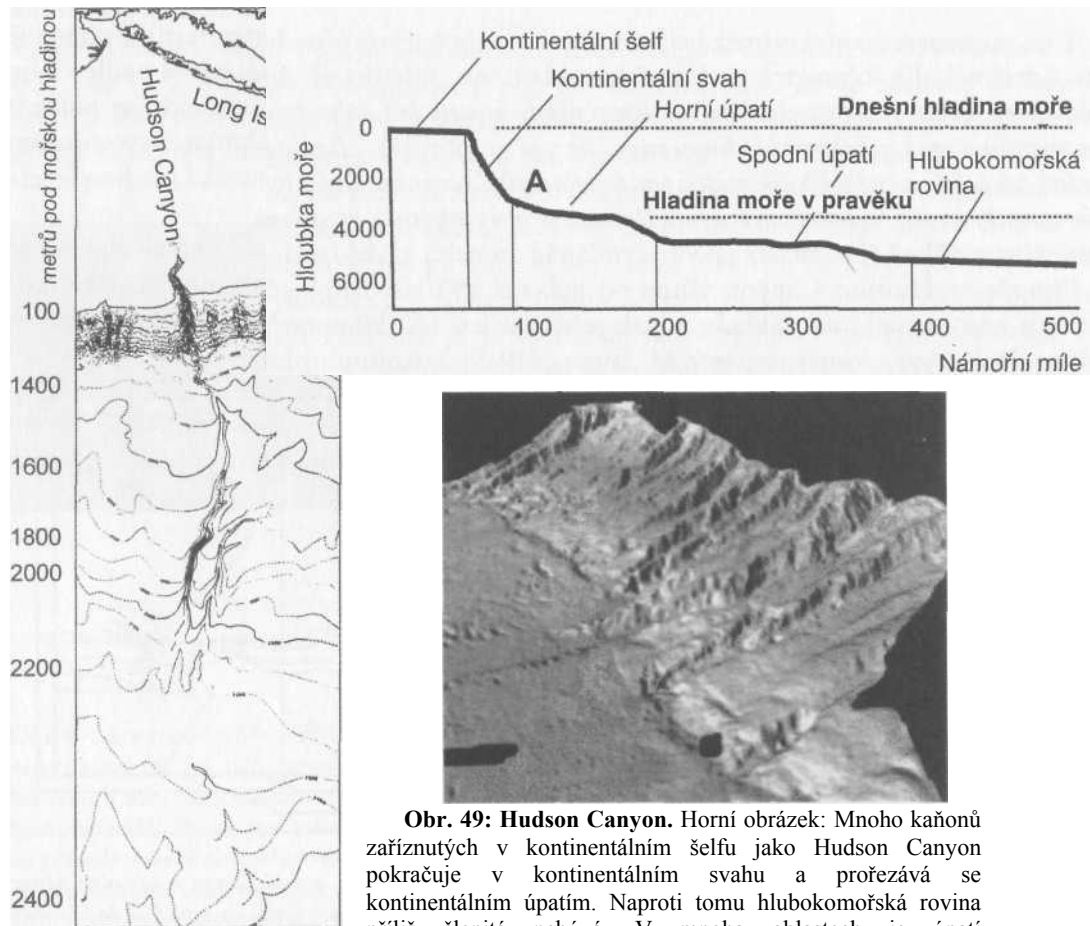 metrů pod mořskou hladinou
Hudson Canyon
Long Is
100
1400
1600
1800
2000
2200
2400
Kontinentální šelf
Kontinentální svah
Horní úpatí
Dnešní hladina moře
Spodní úpatí
Hlubokomořská
rovina
Hladina moře v pravěku
A
Hloubka moře
0
2000
4000
6000
0 100 200 300 400 500
Námořní míle
Obr. 49: Hudson Canyon. Horní obrázek: Mnoho kaňonů
zaříznutých v kontinentálním šelfu jako Hudson Canyon
pokračuje v kontinentálním svahu a prořezává se
kontinentálním úpatím. Naproti tomu hlubokomořská rovina